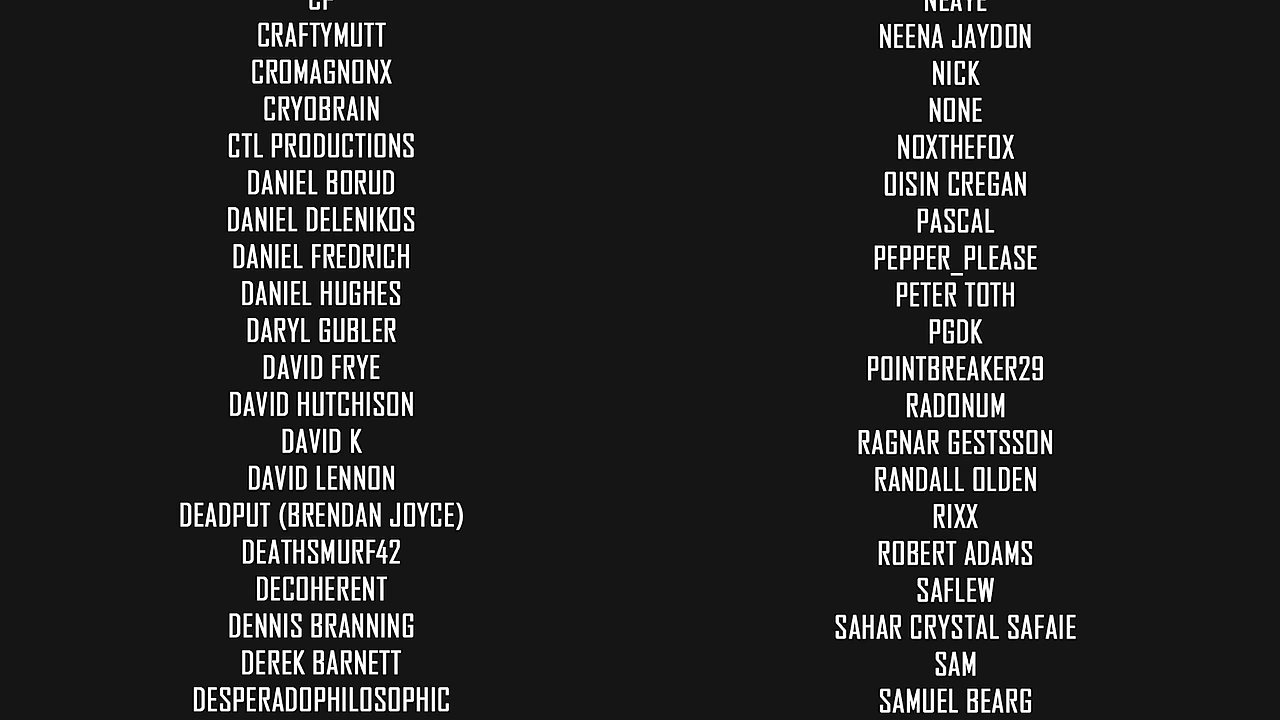 CRAFTYMUTT
CROMAGNONX
CRYOBRAIN
CTL PRODUCTIONS
DANIEL BORUD
DANIEL DELENIKOS
DANIEL FREDRICH
DANIEL HUGHES
DARYL GUBLER
DAVID FRYE
DAVID HUTCHISON
DAVID K
DAVID LENNON
DEADPUT (BRENDAN JOYCE)
DEATHSMURF42
DECOHERENT
DENNIS BRANNING
DEREK BARNETT
DESPERADOPHILOSOPHIC
NEENA JAYDON
NICK
NONE
NOXTHEFOX
OISIN CREGAN
PASCAL
PEPPER_PLEASE
PETER TOTH
PGDK
POINTBREAKER29
RADONUM
RAGNAR GESTSSON
RANDALL OLDEN
RIXX
ROBERT ADAMS
SAFLEW
SAHAR CRYSTAL SAFAIE
SAM
SAMUEL BEARG